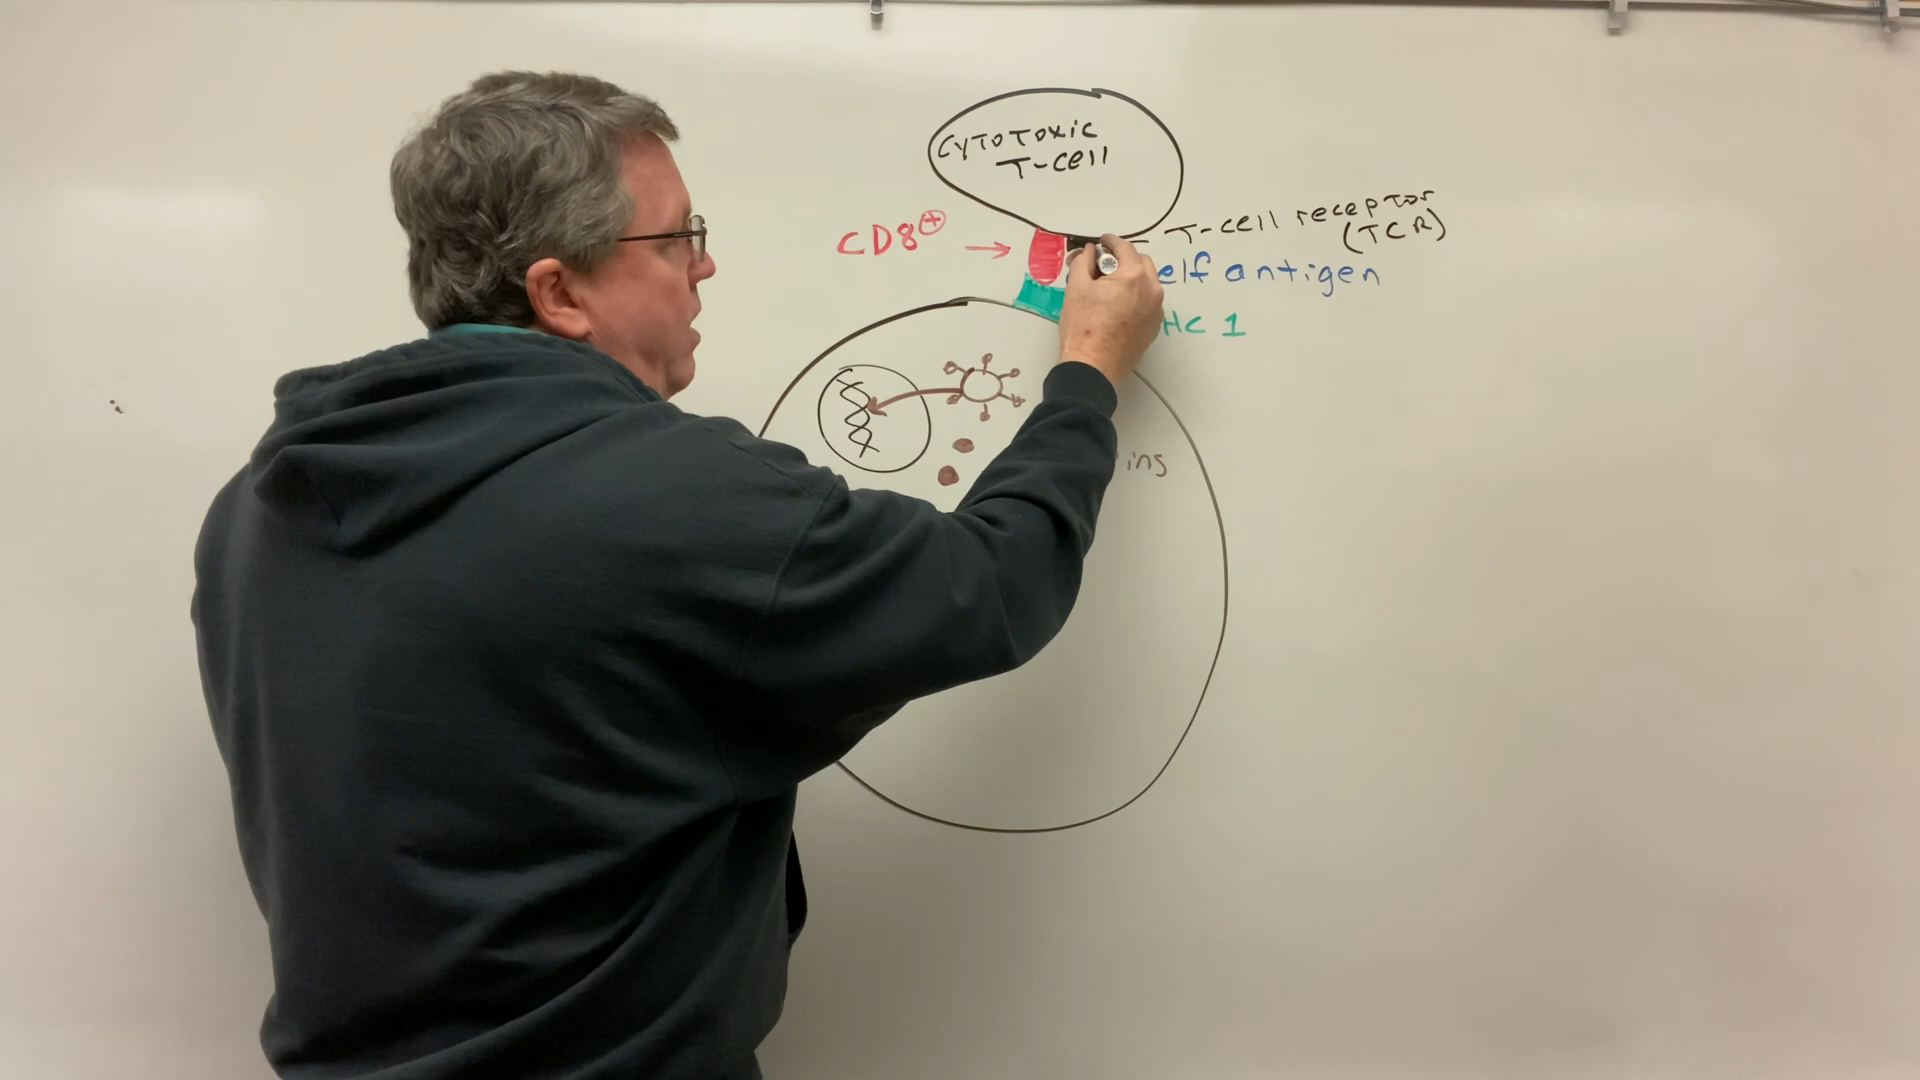 CYTOTOXIC
T-cell
T-cell receptor
(TCR)
CD8+
elf antigen
HC 1
ins